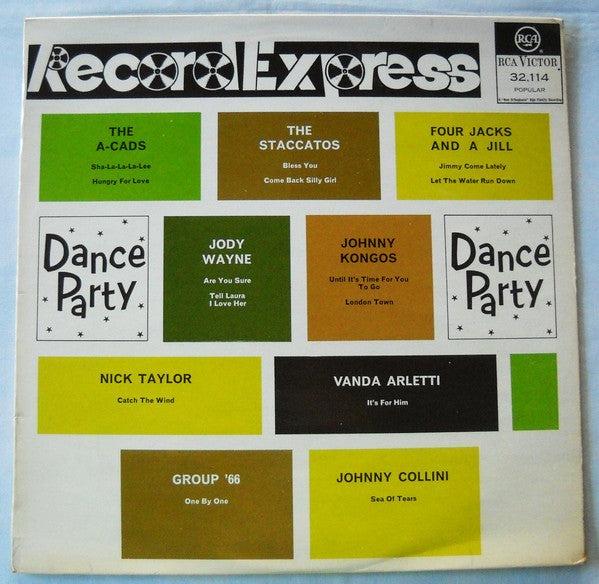 Record Express
RCA
RCA VICTOR
32,114
POPULAR
THE
A-CADS
Sha-La-La-La-Lee
Hungry For Love
THE
STACCATOS
Bless You
Come Back Silly Girl
FOUR JACKS
AND A JILL
Jimmy Come Lately
Let The Water Run Down
Dance
Party
JODY
WAYNE
Are You Sure
Tell Laura
I Love Her
JOHNNY
KONGOS
Until It's Time For You
To Go
London Town
Dance
Party
NICK TAYLOR
Catch The Wind
VANDA ARLETTI
It's For Him
GROUP '66
One By One
JOHNNY COLLINI
Sea Of Tears